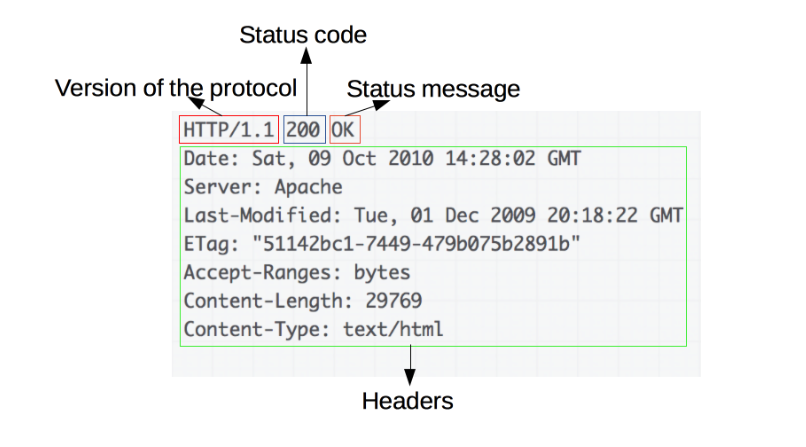 Status code
Version of the protocol
Status message
HTTP/1.1 200 OK
Date: Sat, 09 Oct 2010 14:28:02 GMT
Server: Apache
Last-Modified: Tue, 01 Dec 2009 20:18:22 GMT
ETag: "51142bc1-7449-479b075b2891b"
Accept-Ranges: bytes
Content-Length: 29769
Content-Type: text/html
Headers